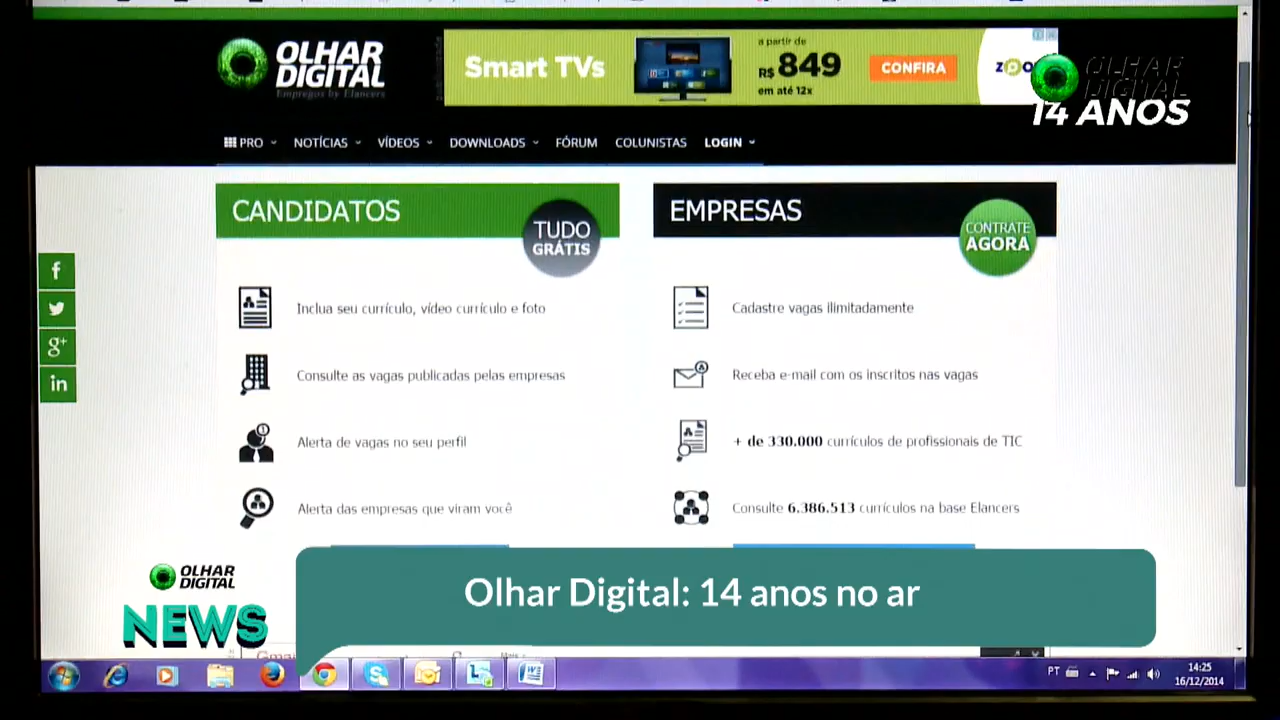 OLHAR
DIGITAL
Empregos by Elancers
Smart TVs
a partir de
R$ 849
em até 12x
CONFIRA
OLHAR
DIGITAL
14 ANOS
PRO
NOTÍCIAS
VÍDEOS
DOWNLOADS
FÓRUM
COLUNISTAS
LOGIN
CANDIDATOS
TUDO
GRÁTIS
Inclua seu currículo, vídeo currículo e foto
Consulte as vagas publicadas pelas empresas
Alerta de vagas no seu perfil
Alerta das empresas que viram você
EMPRESAS
CONTRATE
AGORA
Cadastre vagas ilimitadamente
Receba e-mail com os inscritos nas vagas
+ de 330.000 currículos de profissionais de TIC
Consulte 6.386.513 currículos na base Elancers
OLHAR
DIGITAL
NEWS
Olhar Digital: 14 anos no ar
PT
14:25
16/12/2014